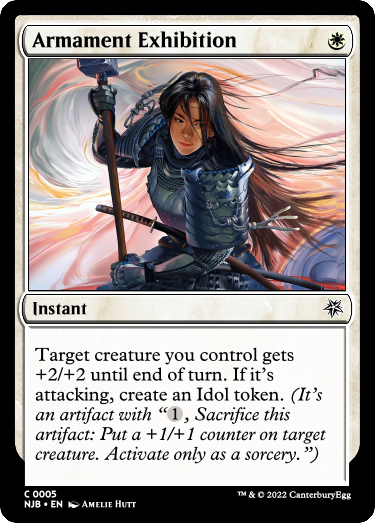 Armament Exhibition
Instant
Target creature you control gets
+2/+2 until end of turn. If it's
attacking, create an Idol token. (It's
an artifact with “1, Sacrifice this
artifact: Put a +1/+1 counter on target
creature. Activate only as a sorcery.”)
C 0005
NJB • EN Amelie Hutt
™ & © 2022 CanterburyEgg